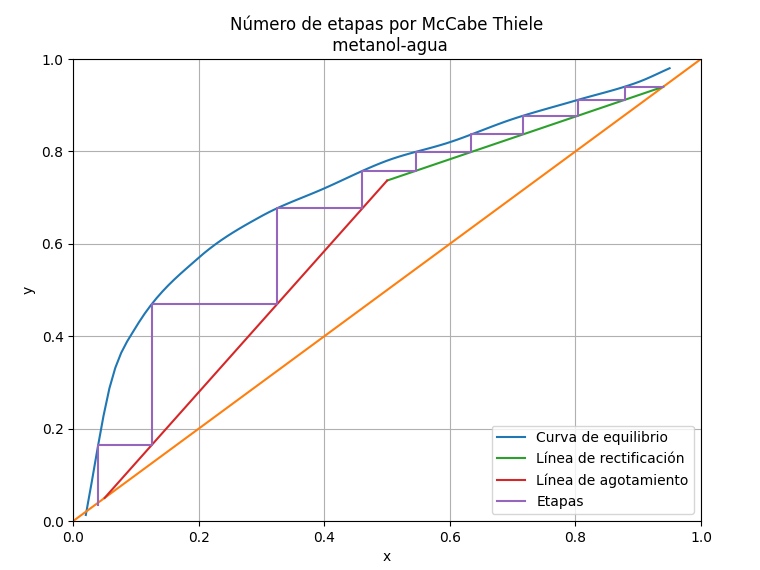 Número de etapas por McCabe Thiele
metanol-agua
1.0
0.8
0.6
0.4
0.2
0.0
y
0.0 0.2 0.4 0.6 0.8 1.0
x
Curva de equilibrio
Línea de rectificación
Línea de agotamiento
Etapas